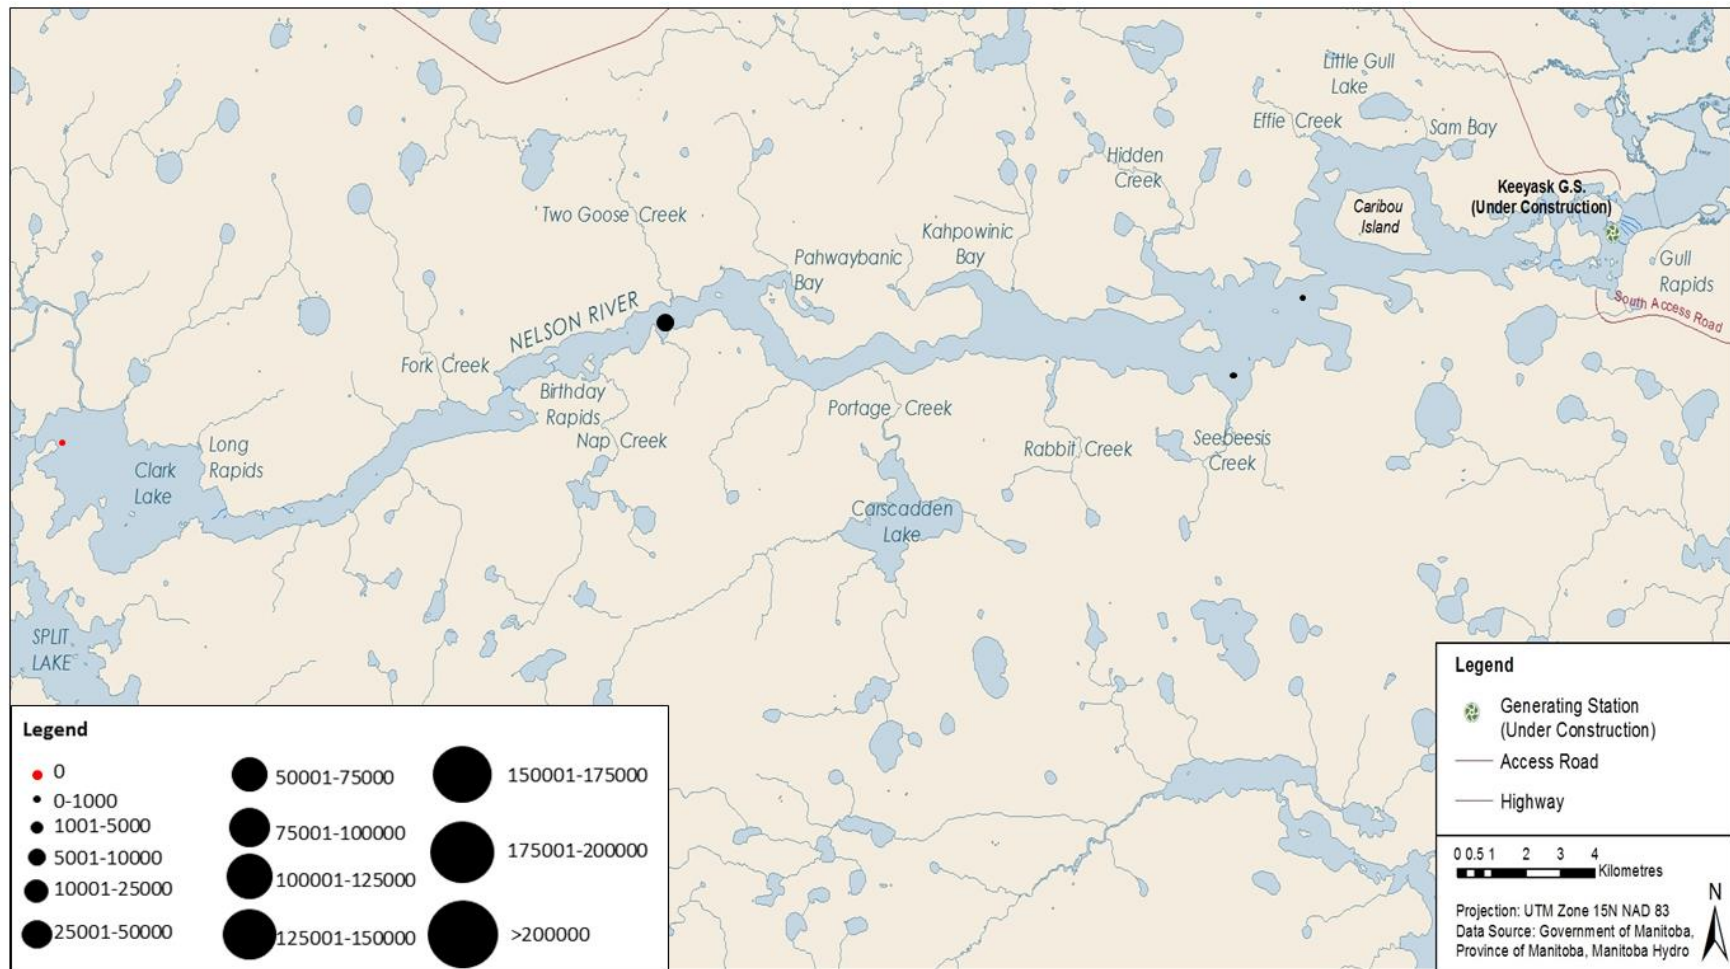 Little Gull
Lake
Effie Creek
Sam Bay
Hidden
Creek
Keeyask G.S.
(Under Construction)
Two Goose Creek
Caribou
Island
Kahpowinic
Bay
Pahwaybanic
Bay
Gull
Rapids
South Access Road
NELSON RIVER
Fork Creek
Birthday
Rapids
Portage Creek
Nap Creek
Long
Rapids
Rabbit Creek
Seebeesis
Creek
Clark
Lake
Carscadden
Lake
SPLIT
LAKE
Legend
0
0-1000
1001-5000
5001-10000
10001-25000
25001-50000
50001-75000
75001-100000
100001-125000
125001-150000
150001-175000
175001-200000
>200000
Legend
Generating Station
(Under Construction)
Access Road
Highway
0 0.5 1 2 3 4
Kilometres
N
Projection: UTM Zone 15N NAD 83
Data Source: Government of Manitoba,
Province of Manitoba, Manitoba Hydro